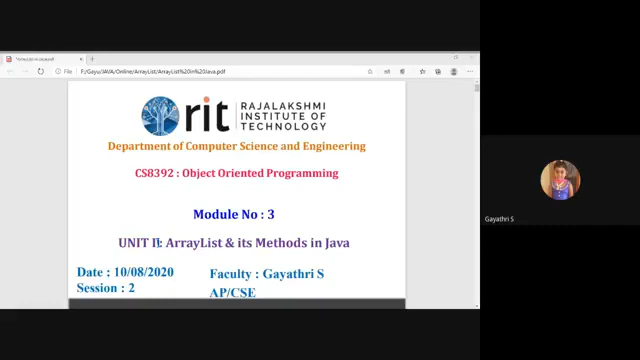 File
F:/Gayu/JAVA/Online/ArrayList/ArrayList%20in%20Java.pdf
rit
RAJALAKSHMI
INSTITUTE OF
TECHNOLOGY
Department of Computer Science and Engineering
CS8392 : Object Oriented Programming
Module No : 3
UNIT II: ArrayList & its Methods in Java
Date : 10/08/2020
Faculty : Gayathri S
Session : 2
AP/CSE
Gayathri S